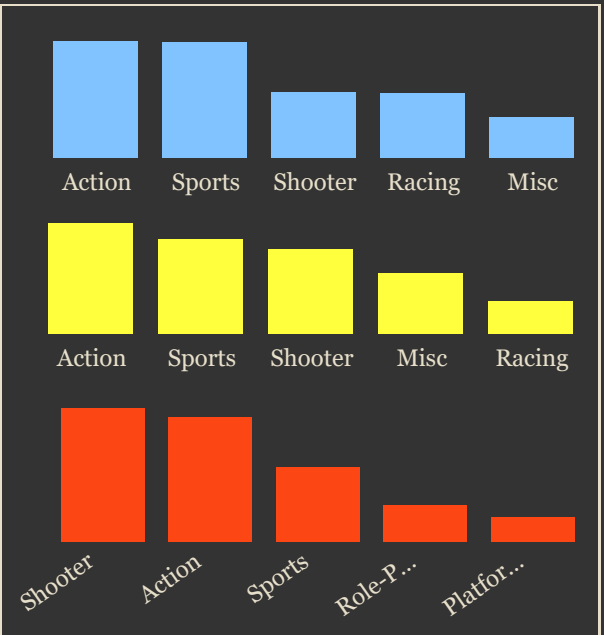 Action Sports Shooter Racing Misc
Action Sports Shooter Misc Racing
Shooter Action Sports Role-P... Platfor...